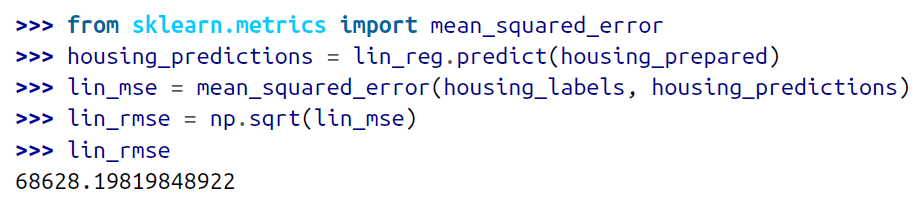 >>> from sklearn.metrics import mean_squared_error
>>> housing_predictions = lin_reg.predict(housing_prepared)
>>> lin_mse = mean_squared_error(housing_labels, housing_predictions)
>>> lin_rmse = np.sqrt(lin_mse)
>>> lin_rmse
68628.19819848922